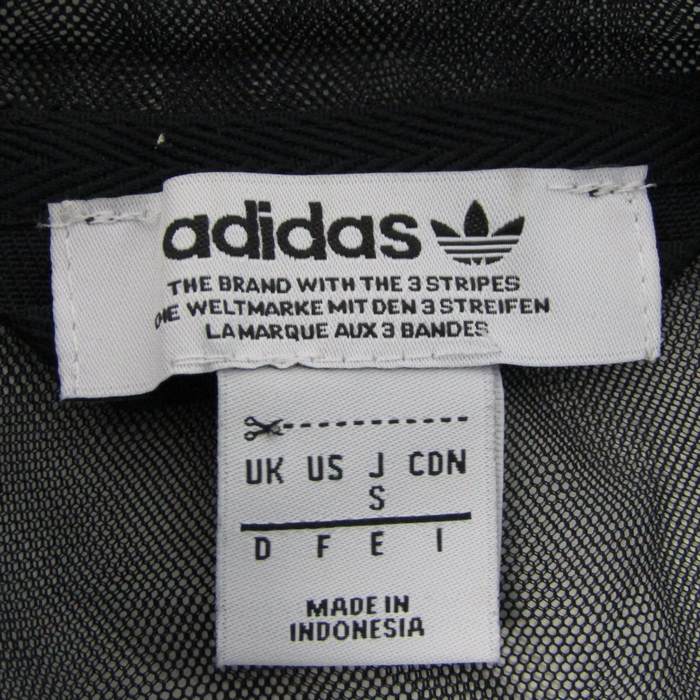 adidas
THE BRAND WITH THE 3 STRIPES
DIE WELTMARKE MIT DEN 3 STREIFEN
LA MARQUE AUX 3 BANDES
UK US J CDN
S
D F E I
MADE IN
INDONESIA